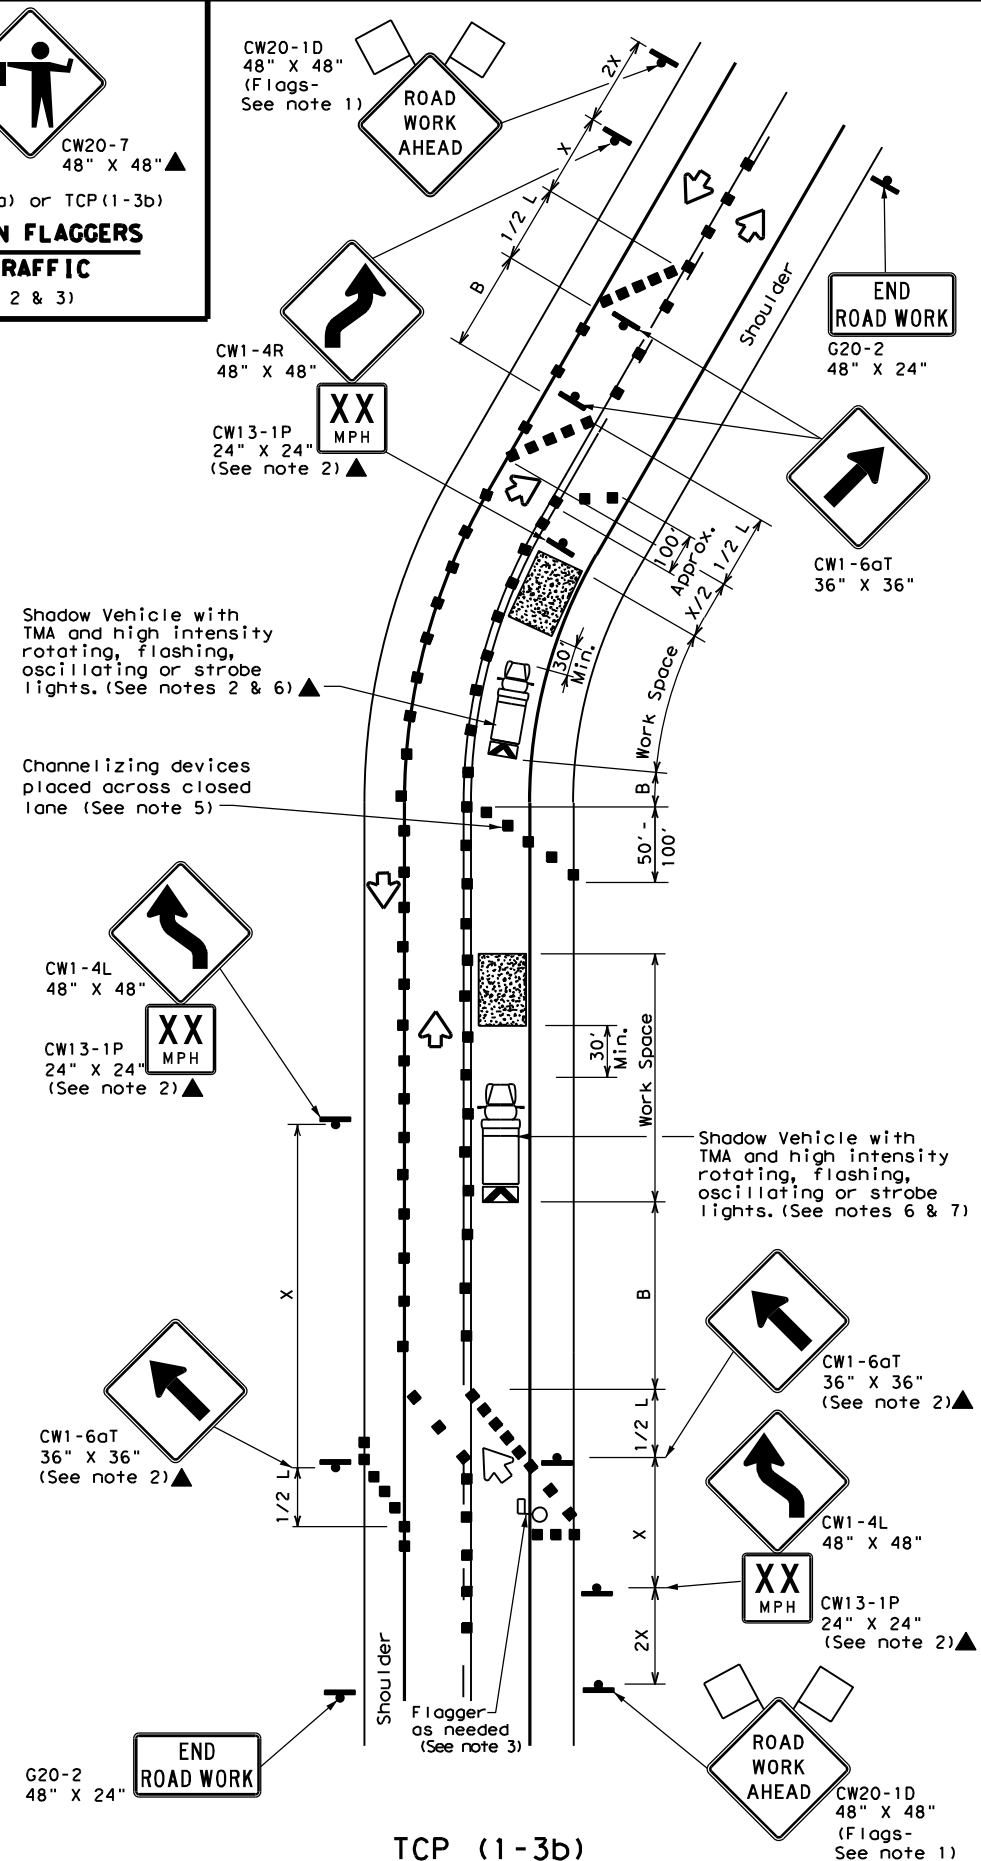 CW20-7
48" X 48"
a) or TCP(1-3b)
N FLAGGERS
RAFFIC
2 & 3)
CW20-1D
48" X 48"
(Flags-
See note 1)
ROAD
WORK
AHEAD
2X
X
1/2 L
B
CW1-4R
48" X 48"
XX
MPH
CW13-1P
24" X 24"
(See note 2)
Shoulder
END
ROAD WORK
G20-2
48" X 24"
CW1-6aT
36" X 36"
100'
Approx.
1/2 L
X/2
30'
Min.
Work Space
B
50' -
100'
Shadow Vehicle with
TMA and high intensity
rotating, flashing,
oscillating or strobe
lights. (See notes 2 & 6)
Channelizing devices
placed across closed
lane (See note 5)
CW1-4L
48" X 48"
XX
MPH
CW13-1P
24" X 24"
(See note 2)
30'
Min.
Work Space
Shadow Vehicle with
TMA and high intensity
rotating, flashing,
oscillating or strobe
lights. (See notes 6 & 7)
X
B
CW1-6aT
36" X 36"
(See note 2)
1/2 L
CW1-6aT
36" X 36"
(See note 2)
1/2 L
X
CW1-4L
48" X 48"
XX
MPH
CW13-1P
24" X 24"
(See note 2)
2X
Shoulder
Flagger
as needed
(See note 3)
END
ROAD WORK
G20-2
48" X 24"
ROAD
WORK
AHEAD
CW20-1D
48" X 48"
(Flags-
See note 1)
TCP (1-3b)